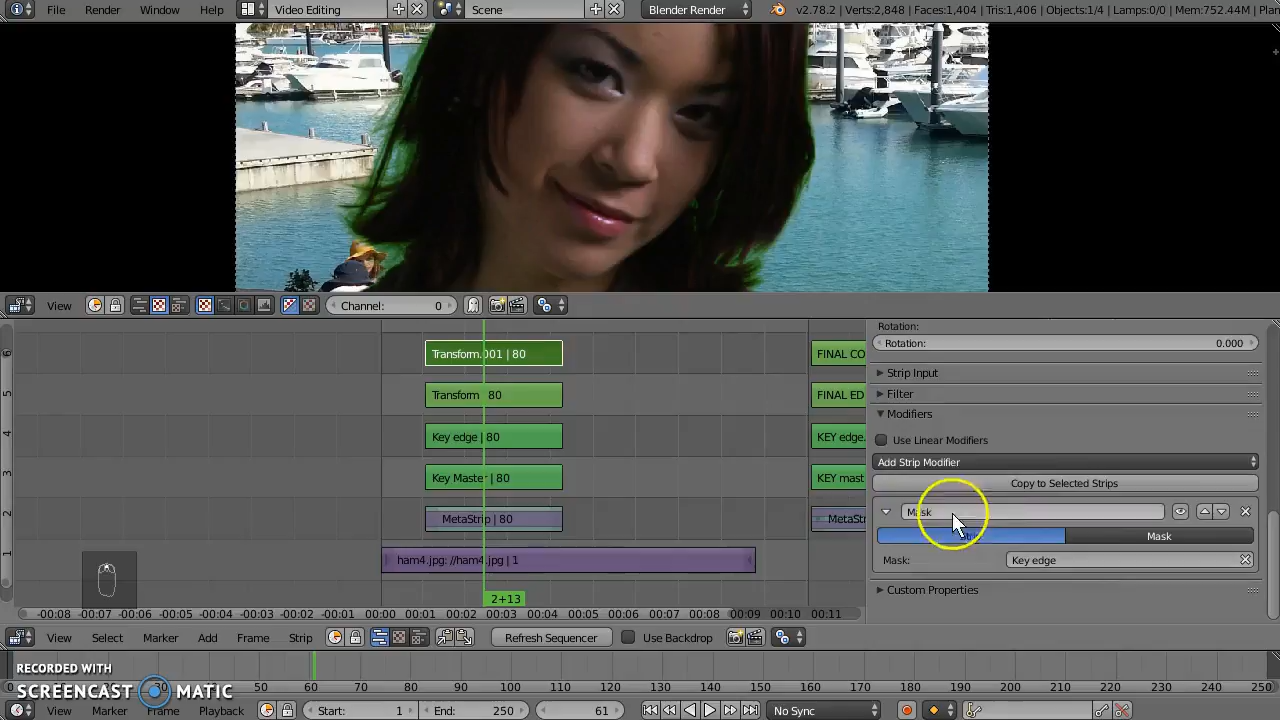 File Render Window Help Video Editing Scene Blender Render v2.78.2 | Verts:2,848 | Faces:1,404 | Tris:1,406 | Objects:1/4 | Lamps:0/0 | Mem:752.44M | Plan
View Channel: 0
Rotation:
Rotation: 0.000
6 Transform.001 | 80 FINAL CO
Strip Input
5 Transform 80 FINAL ED
Filter
Modifiers
4 Key edge | 80 KEY edge.
Use Linear Modifiers
Add Strip Modifier
3 Key Master | 80 KEY mast
Copy to Selected Strips
2 MetaStrip | 80 MetaStr
Mask
Mask
1 ham4.jpg: //ham4.jpg | 1
Mask: Key edge
Custom Properties
2+13
-00:08 -00:07 -00:06 -00:05 -00:04 -00:03 -00:02 -00:01 00:00 00:01 00:02 00:03 00:04 00:05 00:06 00:07 00:08 00:09 00:10 00:11
View Select Marker Add Frame Strip Refresh Sequencer Use Backdrop
RECORDED WITH
SCREENCAST MATIC
0 50 60 70 80 90 100 110 120 130 140 150 160 170 180 190 200 210 220 230 240 250
View Marker Frame Playback Start: 1 End: 250 61 No Sync